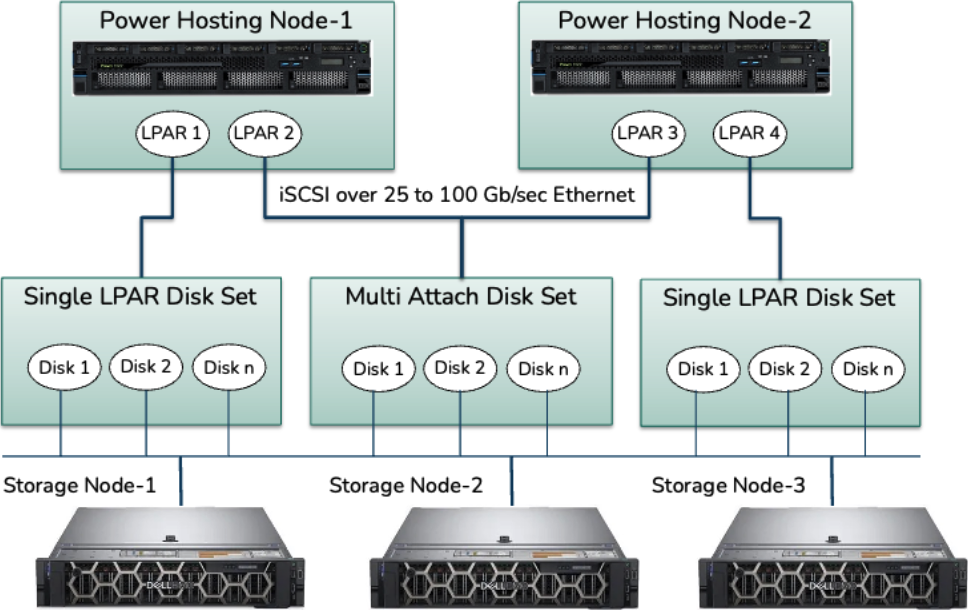 Power Hosting Node-1
Power Hosting Node-2
LPAR 1
LPAR 2
LPAR 3
LPAR 4
iSCSI over 25 to 100 Gb/sec Ethernet
Single LPAR Disk Set
Multi Attach Disk Set
Single LPAR Disk Set
Disk 1
Disk 2
Disk n
Disk 1
Disk 2
Disk n
Disk 1
Disk 2
Disk n
Storage Node-1
Storage Node-2
Storage Node-3
DELL EMC
DELL EMC
DELL EMC